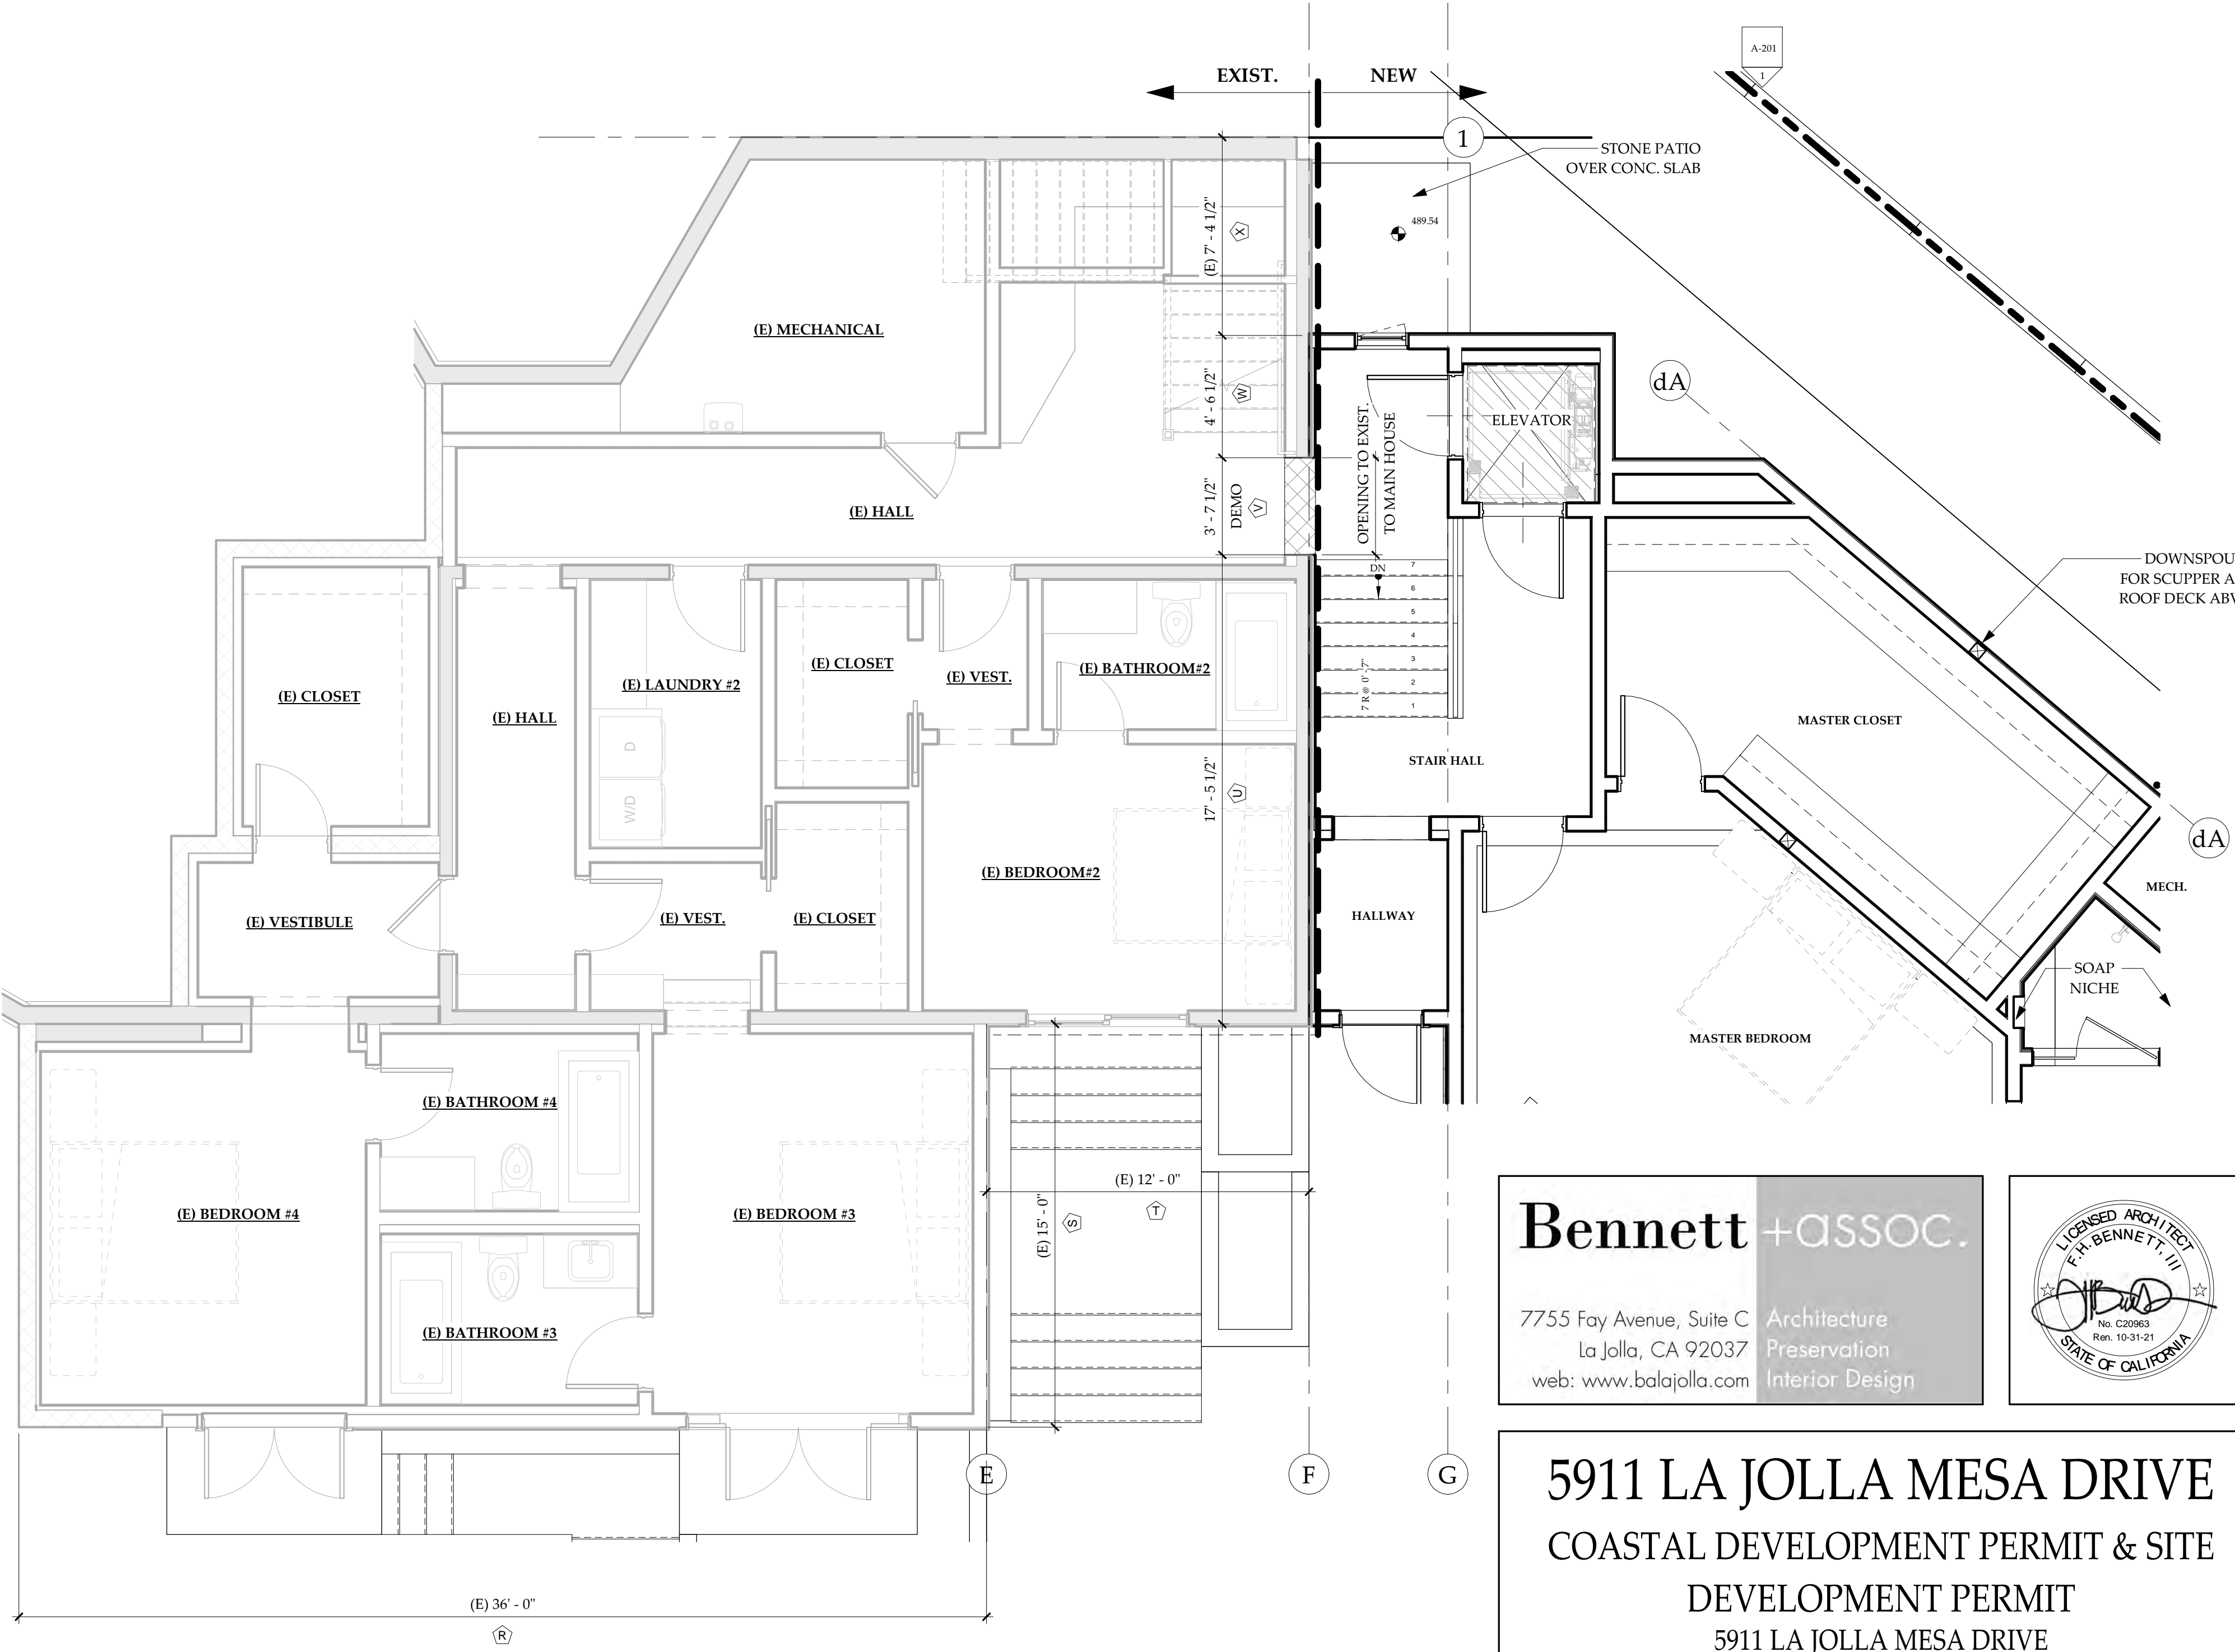 A-201
1
EXIST.
NEW
1
STONE PATIO
OVER CONC. SLAB
489.54
(E) 7' - 4 1/2"
X
(E) MECHANICAL
4' - 6 1/2"
W
dA
ELEVATOR
OPENING TO EXIST.
TO MAIN HOUSE
3' - 7 1/2"
DEMO
V
(E) HALL
DN
7
6
5
4
3
2
1
7 R @ 0' - 7"
DOWNSPOU
FOR SCUPPER A
ROOF DECK ABV
(E) CLOSET
(E) HALL
(E) LAUNDRY #2
D
W/D
(E) CLOSET
(E) VEST.
(E) BATHROOM#2
MASTER CLOSET
STAIR HALL
17' - 5 1/2"
U
dA
(E) BEDROOM#2
MECH.
(E) VESTIBULE
(E) VEST.
(E) CLOSET
HALLWAY
SOAP
NICHE
MASTER BEDROOM
(E) BATHROOM #4
(E) BEDROOM #4
(E) BEDROOM #3
(E) 15' - 0"
S
(E) 12' - 0"
T
(E) BATHROOM #3
E
F
G
(E) 36' - 0"
R
Bennett +assoc.
7755 Fay Avenue, Suite C
La Jolla, CA 92037
web: www.balajolla.com
Architecture
Preservation
Interior Design
LICENSED ARCHITECT
F.H. BENNETT, III
No. C20963
Ren. 10-31-21
STATE OF CALIFORNIA
5911 LA JOLLA MESA DRIVE
COASTAL DEVELOPMENT PERMIT & SITE
DEVELOPMENT PERMIT
5911 LA JOLLA MESA DRIVE